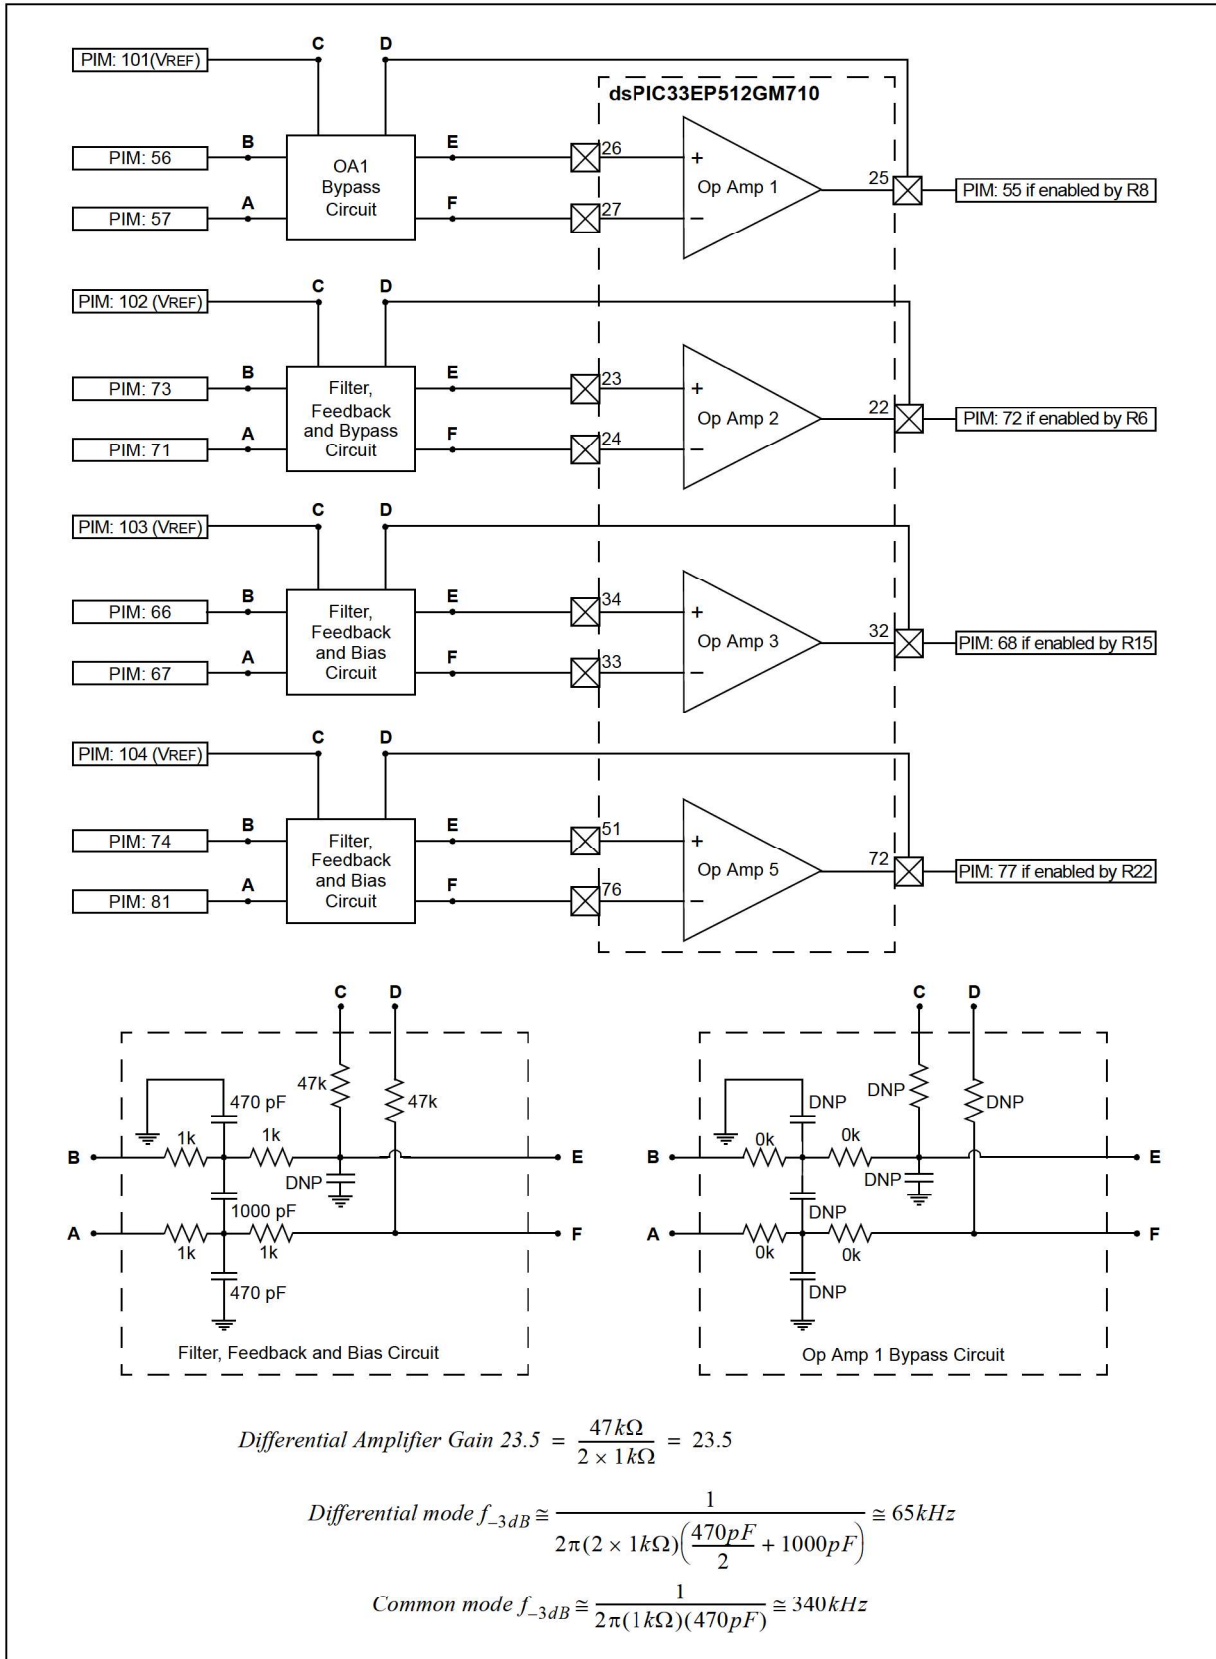 C D
PIM: 101(VREF)
dsPIC33EP512GM710
B E 26
PIM: 56
OA1
Bypass
Circuit
+
Op Amp 1
25
PIM: 55 if enabled by R8
A F 27
PIM: 57
−
C D
PIM: 102 (VREF)
B E 23
PIM: 73
Filter,
Feedback
and Bypass
Circuit
+
Op Amp 2
22
PIM: 72 if enabled by R6
A F 24
PIM: 71
−
C D
PIM: 103 (VREF)
B E 34
PIM: 66
Filter,
Feedback
and Bias
Circuit
+
Op Amp 3
32
PIM: 68 if enabled by R15
A F 33
PIM: 67
−
C D
PIM: 104 (VREF)
B E 51
PIM: 74
Filter,
Feedback
and Bias
Circuit
+
Op Amp 5
72
PIM: 77 if enabled by R22
A F 76
PIM: 81
−
C D
47k 47k
470 pF
1k 1k
B E
DNP
1000 pF
A F
1k 1k
470 pF
Filter, Feedback and Bias Circuit
C D
DNP DNP DNP
0k 0k
B E
DNP
DNP
A F
0k 0k
DNP
Op Amp 1 Bypass Circuit
Differential Amplifier Gain 23.5 = 47kΩ / 2 × 1kΩ = 23.5
Differential mode f−3dB ≅ 1 / 2π(2 × 1kΩ)(470pF / 2 + 1000pF) ≅ 65kHz
Common mode f−3dB ≅ 1 / 2π(1kΩ)(470pF) ≅ 340kHz